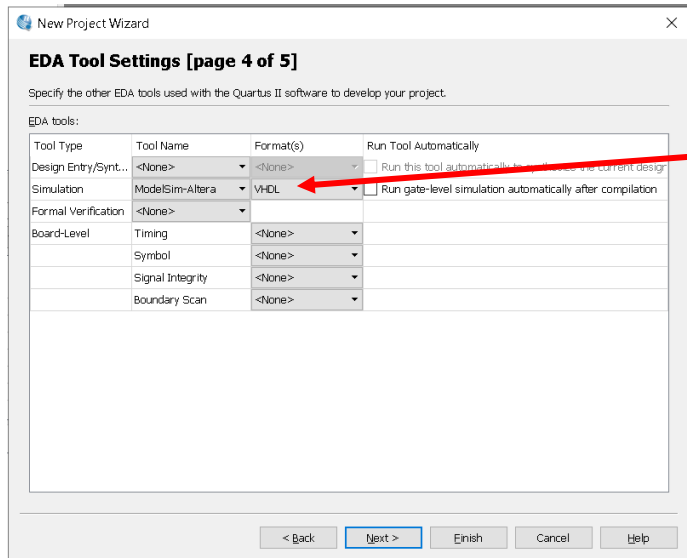 New Project Wizard
EDA Tool Settings [page 4 of 5]
Specify the other EDA tools used with the Quartus II software to develop your project.
EDA tools:
Tool Type Tool Name Format(s) Run Tool Automatically
Design Entry/Synt... <None> <None> Run this tool automatically to synthesize the current design
Simulation ModelSim-Altera VHDL Run gate-level simulation automatically after compilation
Formal Verification <None>
Board-Level Timing <None>
Symbol <None>
Signal Integrity <None>
Boundary Scan <None>
< Back Next > Finish Cancel Help